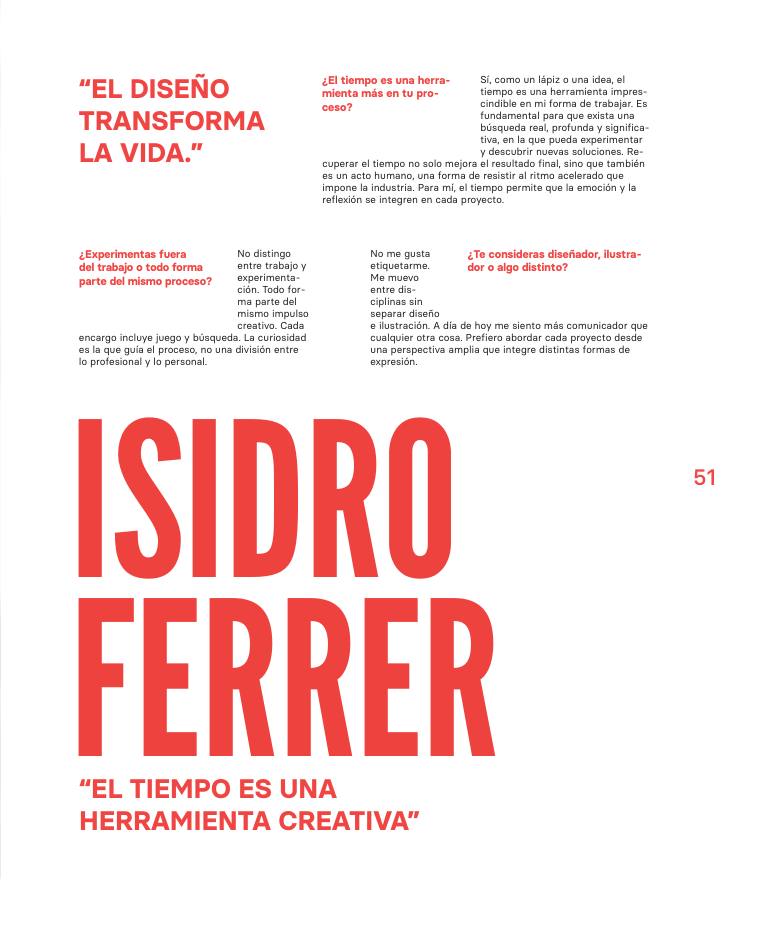 “EL DISEÑO
TRANSFORMA
LA VIDA.”
¿El tiempo es una herra-
mienta más en tu pro-
ceso?
Sí, como un lápiz o una idea, el
tiempo es una herramienta impres-
cindible en mi forma de trabajar. Es
fundamental para que exista una
búsqueda real, profunda y significa-
tiva, en la que pueda experimentar
y descubrir nuevas soluciones. Re-
cuperar el tiempo no solo mejora el resultado final, sino que también
es un acto humano, una forma de resistir al ritmo acelerado que
impone la industria. Para mí, el tiempo permite que la emoción y la
reflexión se integren en cada proyecto.
¿Experimentas fuera
del trabajo o todo forma
parte del mismo proceso?
No distingo
entre trabajo y
experimenta-
ción. Todo for-
ma parte del
mismo impulso
creativo. Cada
encargo incluye juego y búsqueda. La curiosidad
es la que guía el proceso, no una división entre
lo profesional y lo personal.
¿Te consideras diseñador, ilustra-
dor o algo distinto?
No me gusta
etiquetarme.
Me muevo
entre dis-
ciplinas sin
separar diseño
e ilustración. A día de hoy me siento más comunicador que
cualquier otra cosa. Prefiero abordar cada proyecto desde
una perspectiva amplia que integre distintas formas de
expresión.
ISIDRO
FERRER
51
“EL TIEMPO ES UNA
HERRAMIENTA CREATIVA”